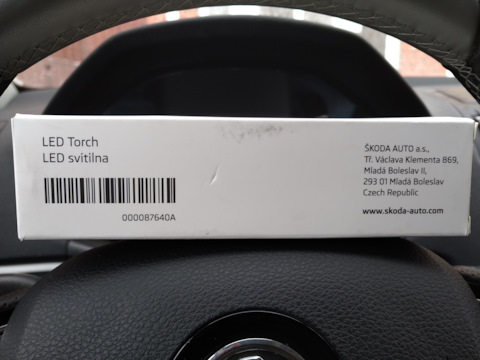 LED Torch
LED svítilna
000087640A
ŠKODA AUTO a.s.,
Tř. Václava Klementa 869,
Mladá Boleslav II,
293 01 Mladá Boleslav
Czech Republic
www.skoda-auto.com